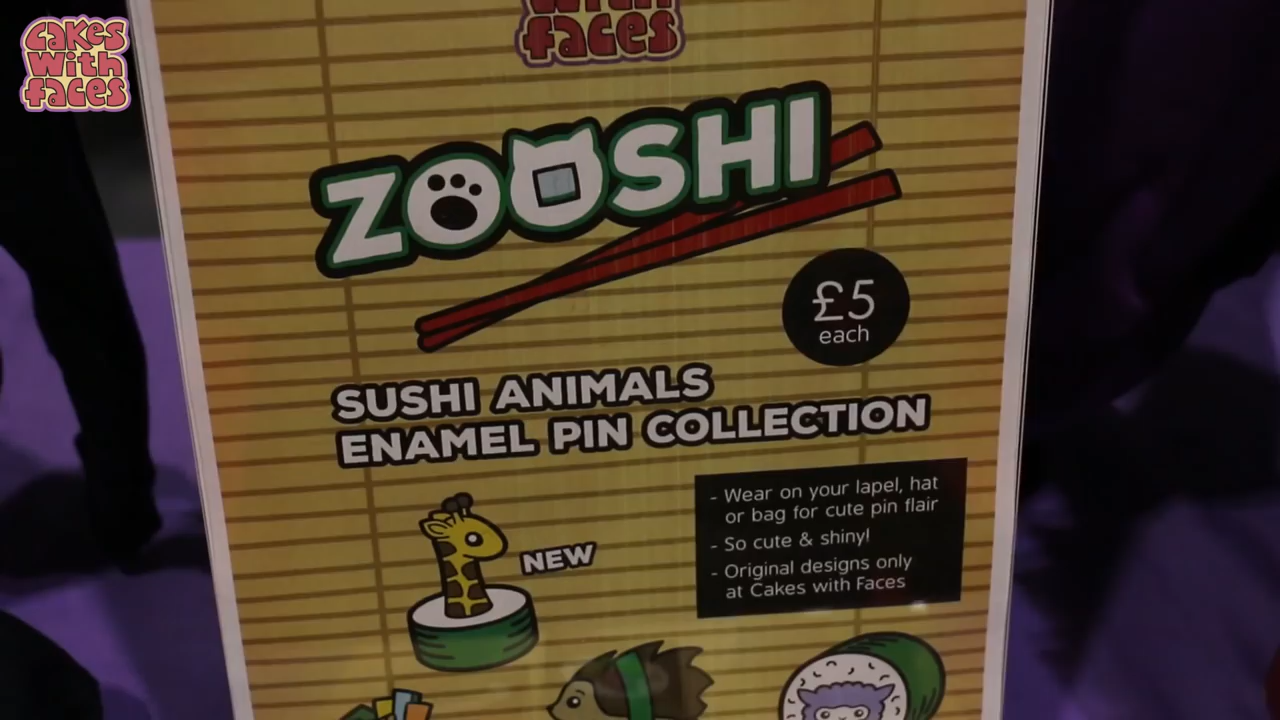 Cakes
With
faces
With
faces
ZOOSHI
£5
each
SUSHI ANIMALS
ENAMEL PIN COLLECTION
NEW
- Wear on your lapel, hat
or bag for cute pin flair
- So cute & shiny!
- Original designs only
at Cakes with Faces